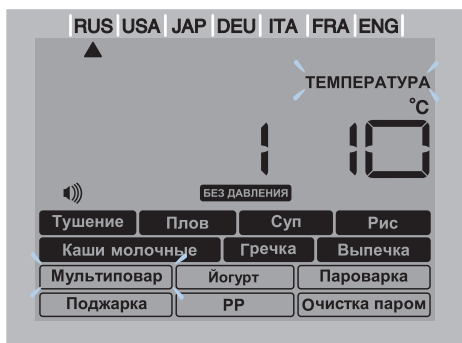 RUS USA JAP DEU ITA FRA ENG
ТЕМПЕРАТУРА
°C
1 110
БЕЗ ДАВЛЕНИЯ
Тушение Плов Суп Рис
Каши молочные Гречка Выпечка
Мультиповар Йогурт Пароварка
Поджарка PP Очистка паром